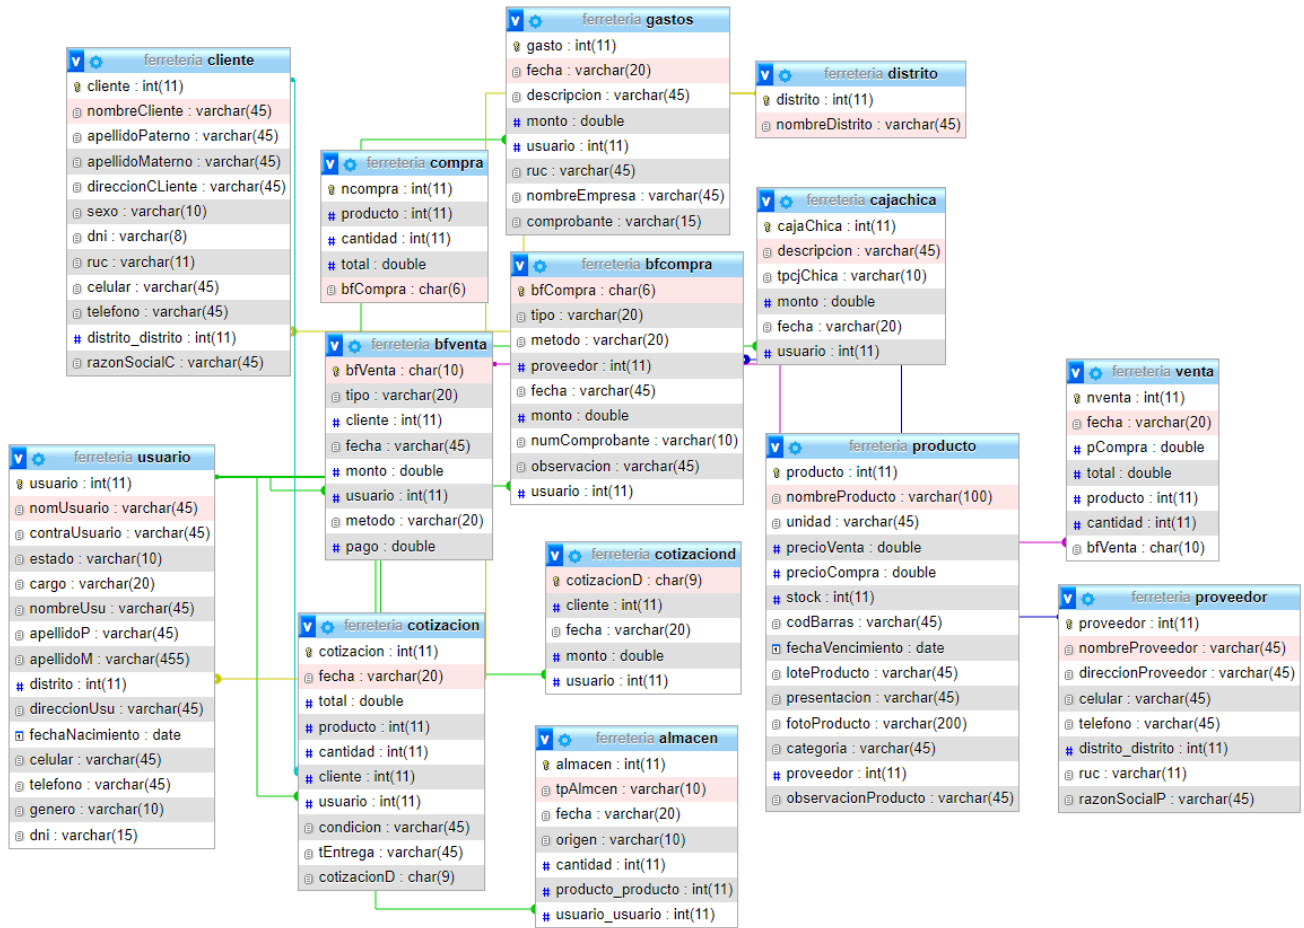 ferreteria cliente
cliente : int(11)
nombreCliente : varchar(45)
apellidoPaterno : varchar(45)
apellidoMaterno : varchar(45)
direccionCLiente : varchar(45)
sexo : varchar(10)
dni : varchar(8)
ruc : varchar(11)
celular : varchar(45)
telefono : varchar(45)
distrito_distrito : int(11)
razonSocialC : varchar(45)
ferreteria gastos
gasto : int(11)
fecha : varchar(20)
descripcion : varchar(45)
monto : double
usuario : int(11)
ruc : varchar(45)
nombreEmpresa : varchar(45)
comprobante : varchar(15)
ferreteria distrito
distrito : int(11)
nombreDistrito : varchar(45)
ferreteria compra
ncompra : int(11)
producto : int(11)
cantidad : int(11)
total : double
bfCompra : char(6)
ferreteria cajachica
cajaChica : int(11)
descripcion : varchar(45)
tpcjChica : varchar(10)
monto : double
fecha : varchar(20)
usuario : int(11)
ferreteria bfcompra
bfCompra : char(6)
tipo : varchar(20)
metodo : varchar(20)
proveedor : int(11)
fecha : varchar(45)
monto : double
numComprobante : varchar(10)
observacion : varchar(45)
usuario : int(11)
ferreteria bfventa
bfVenta : char(10)
tipo : varchar(20)
cliente : int(11)
fecha : varchar(45)
monto : double
usuario : int(11)
metodo : varchar(20)
pago : double
ferreteria venta
nventa : int(11)
fecha : varchar(20)
pCompra : double
total : double
producto : int(11)
cantidad : int(11)
bfVenta : char(10)
ferreteria usuario
usuario : int(11)
nomUsuario : varchar(45)
contraUsuario : varchar(45)
estado : varchar(10)
cargo : varchar(20)
nombreUsu : varchar(45)
apellidoP : varchar(45)
apellidoM : varchar(455)
distrito : int(11)
direccionUsu : varchar(45)
fechaNacimiento : date
celular : varchar(45)
telefono : varchar(45)
genero : varchar(10)
dni : varchar(15)
ferreteria producto
producto : int(11)
nombreProducto : varchar(100)
unidad : varchar(45)
precioVenta : double
precioCompra : double
stock : int(11)
codBarras : varchar(45)
fechaVencimiento : date
loteProducto : varchar(45)
presentacion : varchar(45)
fotoProducto : varchar(200)
categoria : varchar(45)
proveedor : int(11)
observacionProducto : varchar(45)
ferreteria cotizaciond
cotizacionD : char(9)
cliente : int(11)
fecha : varchar(20)
monto : double
usuario : int(11)
ferreteria proveedor
proveedor : int(11)
nombreProveedor : varchar(45)
direccionProveedor : varchar(45)
celular : varchar(45)
telefono : varchar(45)
distrito_distrito : int(11)
ruc : varchar(11)
razonSocialP : varchar(45)
ferreteria cotizacion
cotizacion : int(11)
fecha : varchar(20)
total : double
producto : int(11)
cantidad : int(11)
cliente : int(11)
usuario : int(11)
condicion : varchar(45)
tEntrega : varchar(45)
cotizacionD : char(9)
ferreteria almacen
almacen : int(11)
tpAlmcen : varchar(10)
fecha : varchar(20)
origen : varchar(10)
cantidad : int(11)
producto_producto : int(11)
usuario_usuario : int(11)